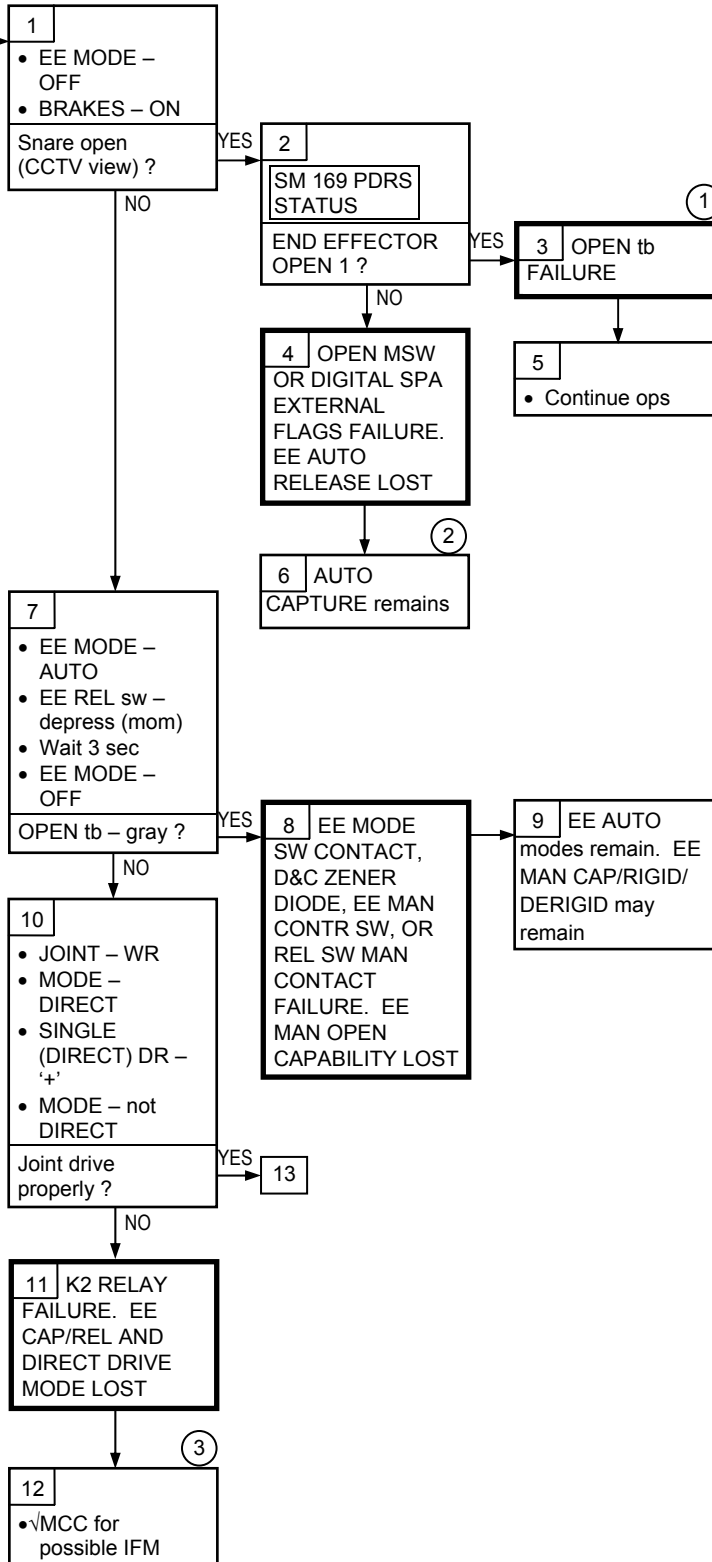 1
• EE MODE –
OFF
• BRAKES – ON
Snare open
(CCTV view) ?
YES
NO
2
SM 169 PDRS
STATUS
END EFFECTOR
OPEN 1 ?
YES
NO
1
3 OPEN tb
FAILURE
5
• Continue ops
4 OPEN MSW
OR DIGITAL SPA
EXTERNAL
FLAGS FAILURE.
EE AUTO
RELEASE LOST
2
6 AUTO
CAPTURE remains
7
• EE MODE –
AUTO
• EE REL sw –
depress (mom)
• Wait 3 sec
• EE MODE –
OFF
OPEN tb – gray ?
YES
NO
8 EE MODE
SW CONTACT,
D&C ZENER
DIODE, EE MAN
CONTR SW, OR
REL SW MAN
CONTACT
FAILURE. EE
MAN OPEN
CAPABILITY LOST
9 EE AUTO
modes remain. EE
MAN CAP/RIGID/
DERIGID may
remain
10
• JOINT – WR
• MODE –
DIRECT
• SINGLE
(DIRECT) DR –
‘+’
• MODE – not
DIRECT
Joint drive
properly ?
YES
13
NO
11 K2 RELAY
FAILURE. EE
CAP/REL AND
DIRECT DRIVE
MODE LOST
3
12
•√MCC for
possible IFM